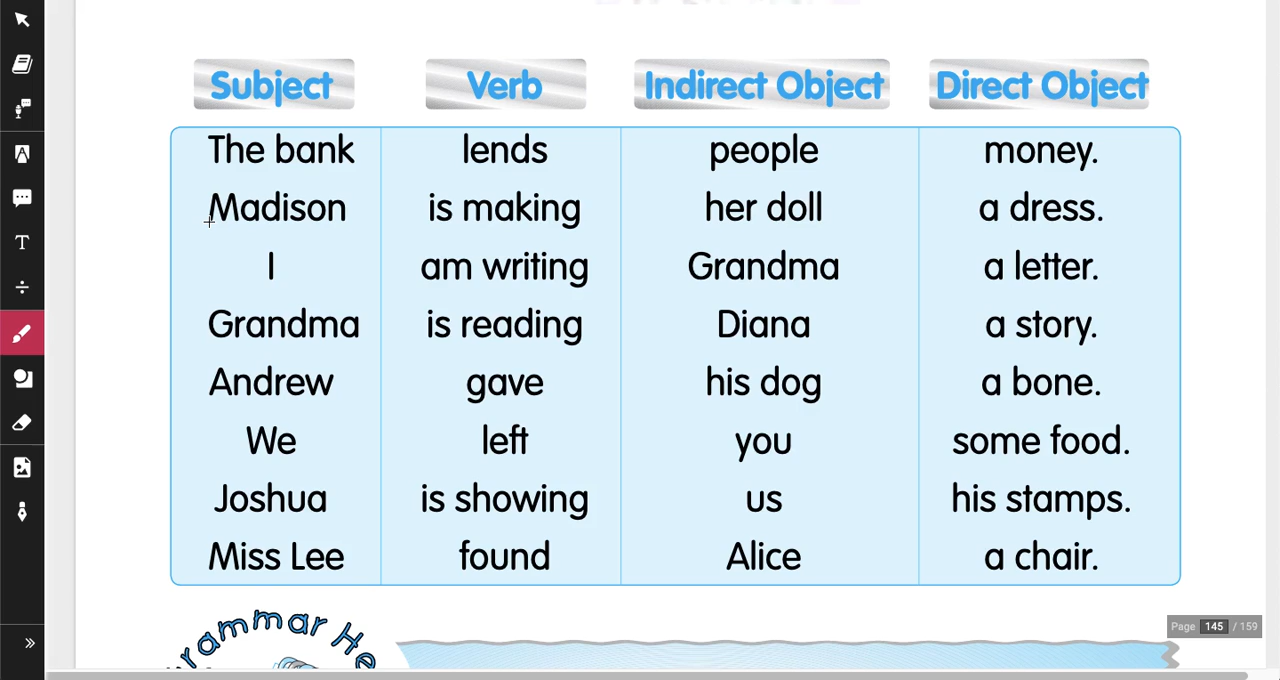 Subject Verb Indirect Object Direct Object
The bank lends people money.
Madison is making her doll a dress.
I am writing Grandma a letter.
Grandma is reading Diana a story.
Andrew gave his dog a bone.
We left you some food.
Joshua is showing us his stamps.
Miss Lee found Alice a chair.
Page 145 / 159